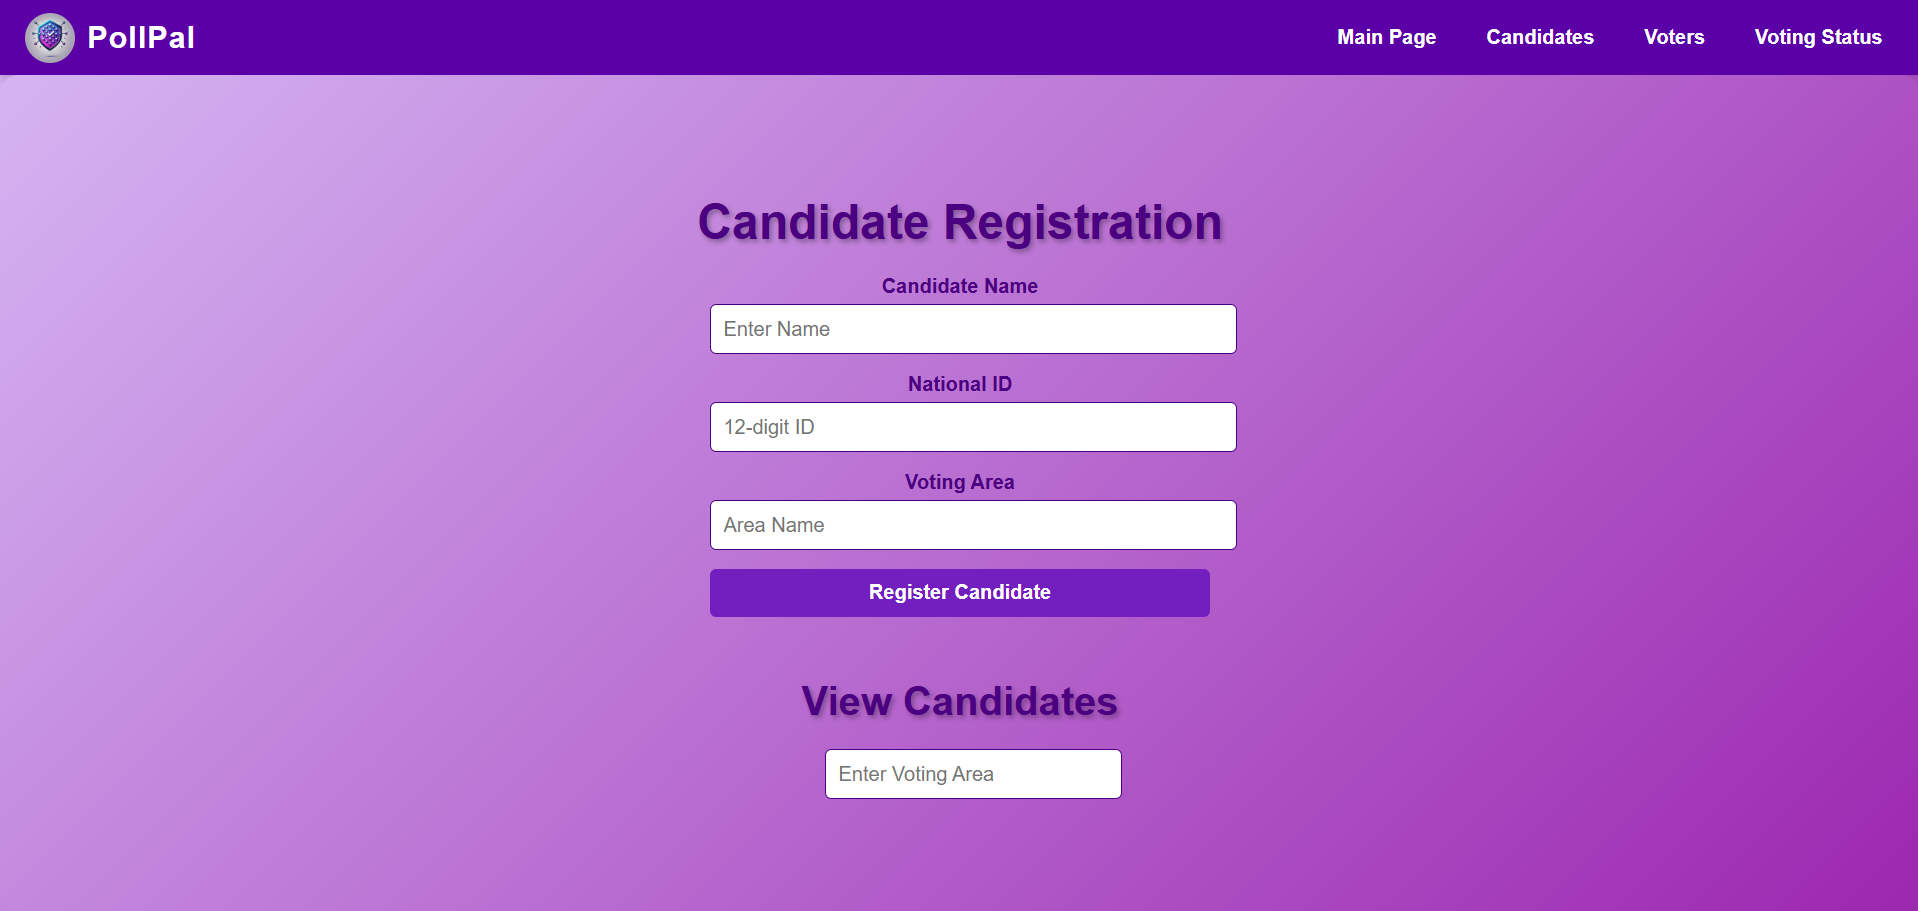 PollPal
Main Page
Candidates
Voters
Voting Status
Candidate Registration
Candidate Name
Enter Name
National ID
12-digit ID
Voting Area
Area Name
Register Candidate
View Candidates
Enter Voting Area